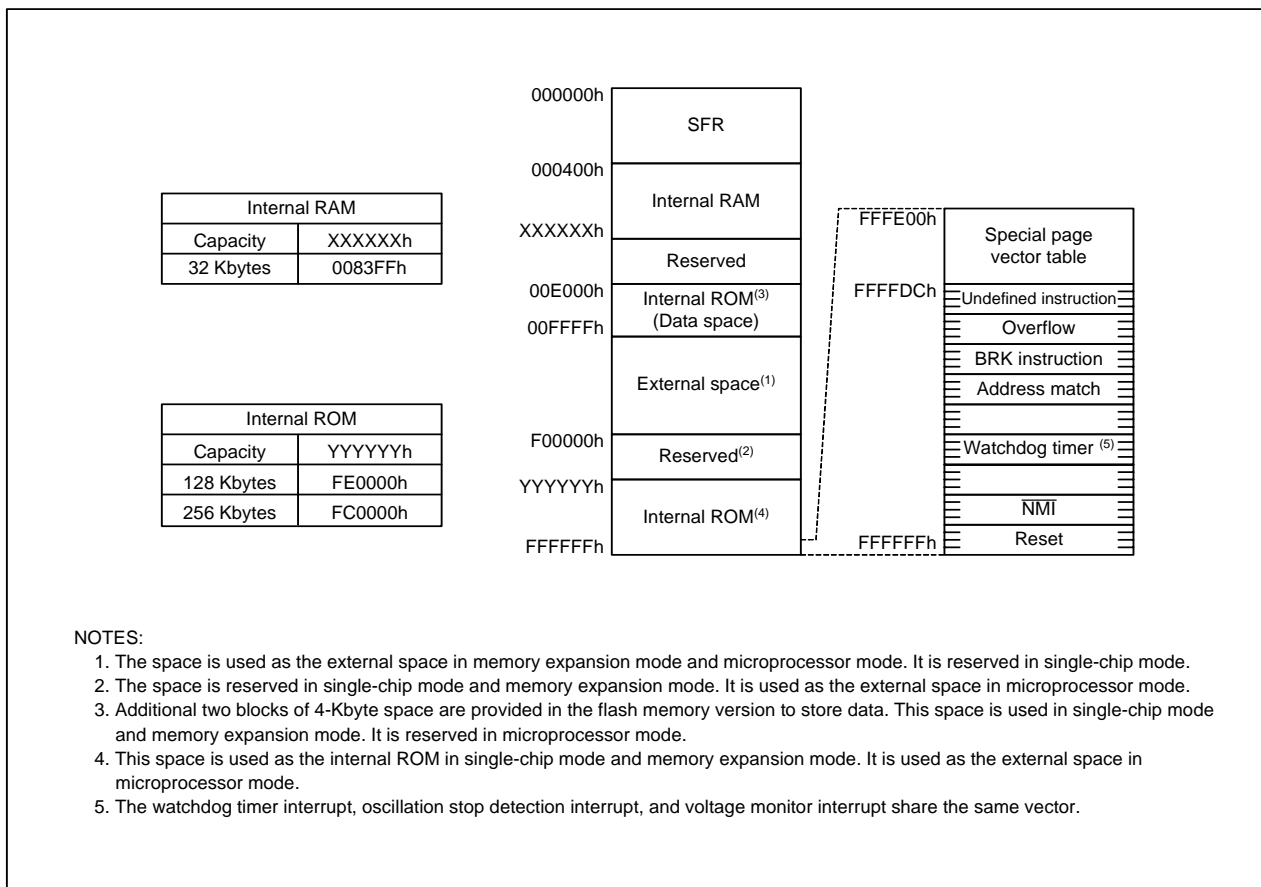 000000h
SFR
000400h
Internal RAM
XXXXXXh
Reserved
00E000h
Internal ROM(3)
(Data space)
00FFFFh
External space(1)
F00000h
Reserved(2)
YYYYYYh
Internal ROM(4)
FFFFFFh
Internal RAM
Capacity XXXXXXh
32 Kbytes 0083FFh
Internal ROM
Capacity YYYYYYh
128 Kbytes FE0000h
256 Kbytes FC0000h
FFFE00h
Special page
vector table
FFFFDCh
Undefined instruction
Overflow
BRK instruction
Address match
Watchdog timer (5)
NMI
Reset
FFFFFFh
NOTES:
1. The space is used as the external space in memory expansion mode and microprocessor mode. It is reserved in single-chip mode.
2. The space is reserved in single-chip mode and memory expansion mode. It is used as the external space in microprocessor mode.
3. Additional two blocks of 4-Kbyte space are provided in the flash memory version to store data. This space is used in single-chip mode
and memory expansion mode. It is reserved in microprocessor mode.
4. This space is used as the internal ROM in single-chip mode and memory expansion mode. It is used as the external space in
microprocessor mode.
5. The watchdog timer interrupt, oscillation stop detection interrupt, and voltage monitor interrupt share the same vector.